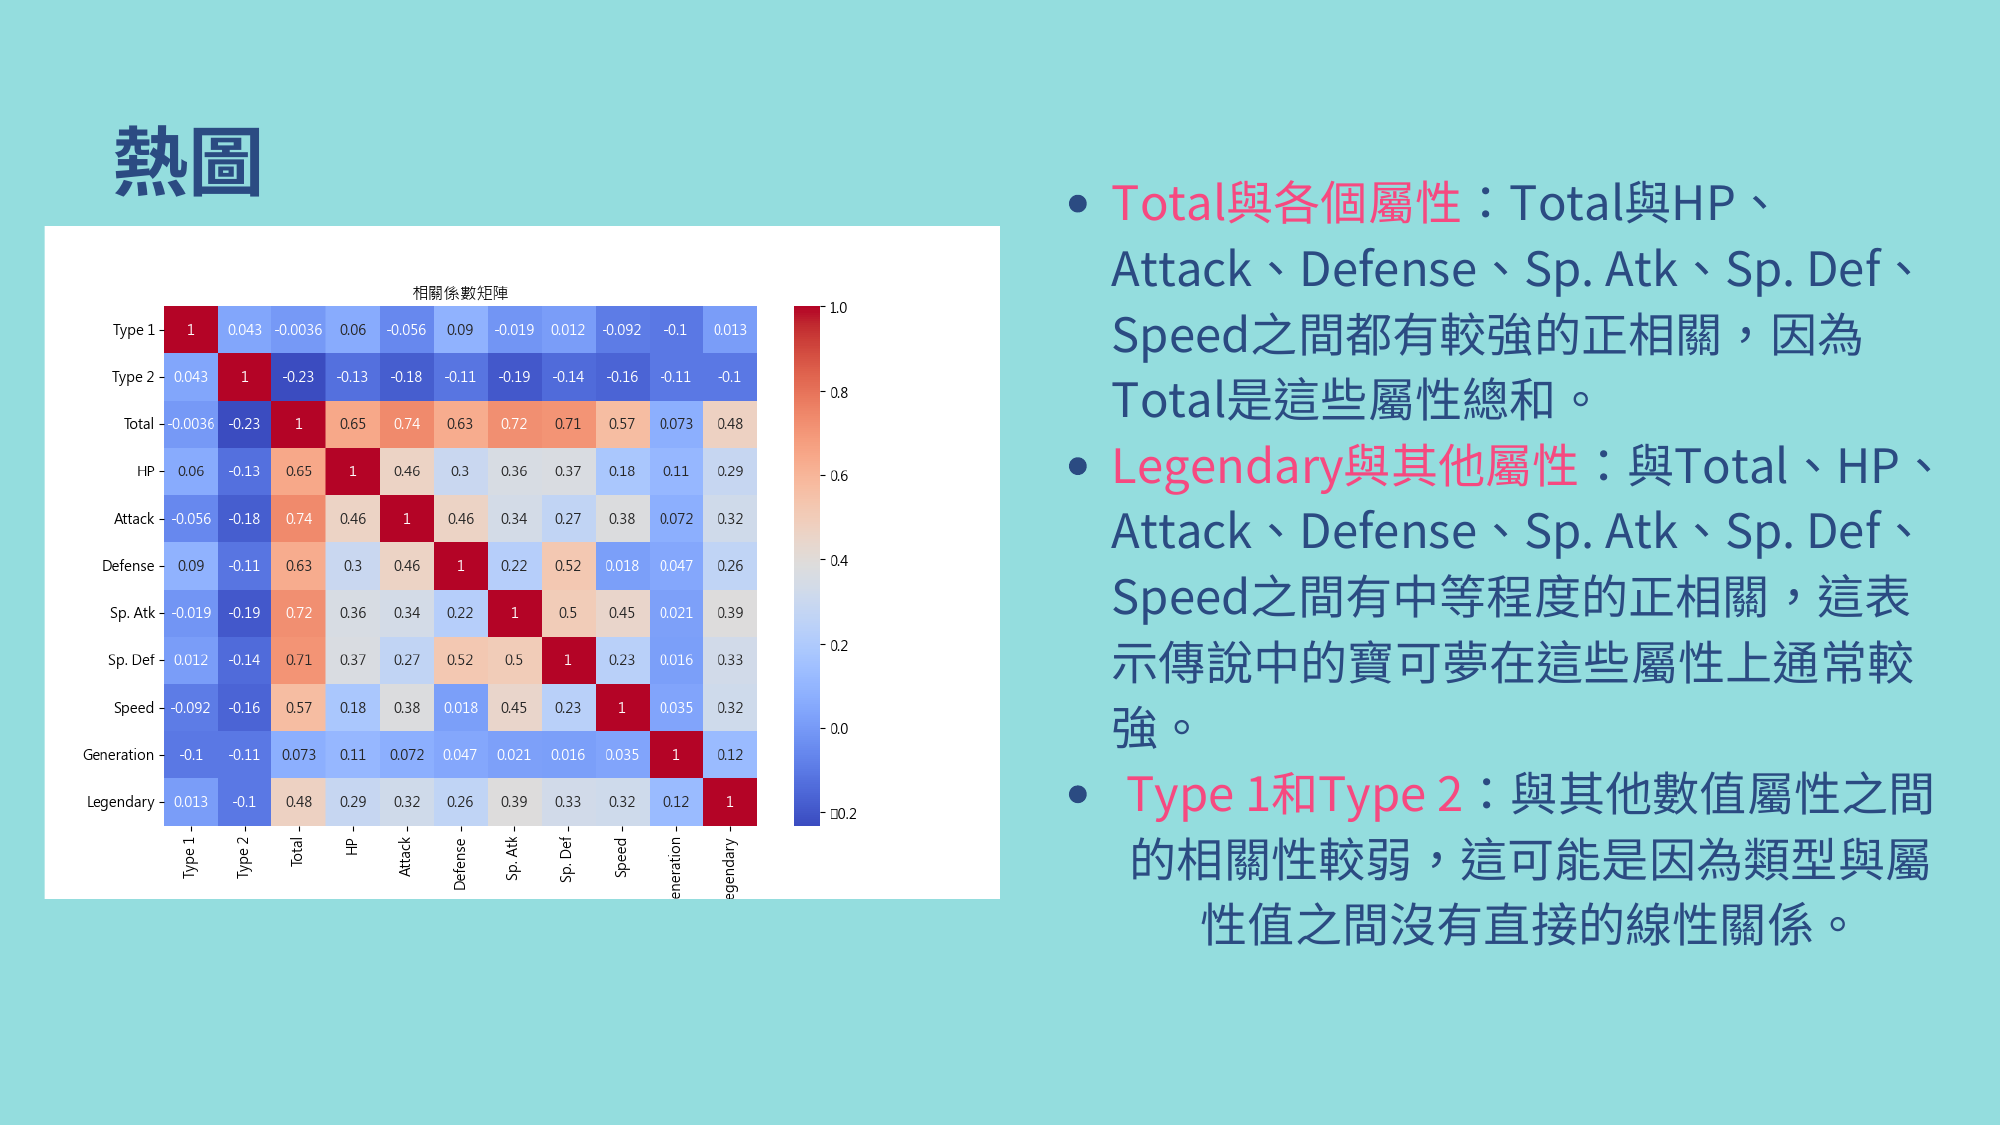 熱圖
相關係數矩陣
Type 1 1 0.043 -0.0036 0.06 -0.056 0.09 -0.019 0.012 -0.092 -0.1 0.013
Type 2 0.043 1 -0.23 -0.13 -0.18 -0.11 -0.19 -0.14 -0.16 -0.11 -0.1
Total -0.0036 -0.23 1 0.65 0.74 0.63 0.72 0.71 0.57 0.073 0.48
HP 0.06 -0.13 0.65 1 0.46 0.3 0.36 0.37 0.18 0.11 0.29
Attack -0.056 -0.18 0.74 0.46 1 0.46 0.34 0.27 0.38 0.072 0.32
Defense 0.09 -0.11 0.63 0.3 0.46 1 0.22 0.52 0.018 0.047 0.26
Sp. Atk -0.019 -0.19 0.72 0.36 0.34 0.22 1 0.5 0.45 0.021 0.39
Sp. Def 0.012 -0.14 0.71 0.37 0.27 0.52 0.5 1 0.23 0.016 0.33
Speed -0.092 -0.16 0.57 0.18 0.38 0.018 0.45 0.23 1 0.035 0.32
Generation -0.1 -0.11 0.073 0.11 0.072 0.047 0.021 0.016 0.035 1 0.12
Legendary 0.013 -0.1 0.48 0.29 0.32 0.26 0.39 0.33 0.32 0.12 1
Type 1 Type 2 Total HP Attack Defense Sp. Atk Sp. Def Speed eneration egendary
1.0
0.8
0.6
0.4
0.2
0.0
□0.2
• Total與各個屬性：Total與HP、
Attack、Defense、Sp. Atk、Sp. Def、
Speed之間都有較強的正相關，因為
Total是這些屬性總和。
• Legendary與其他屬性：與Total、HP、
Attack、Defense、Sp. Atk、Sp. Def、
Speed之間有中等程度的正相關，這表
示傳說中的寶可夢在這些屬性上通常較
強。
• Type 1和Type 2：與其他數值屬性之間
的相關性較弱，這可能是因為類型與屬
性值之間沒有直接的線性關係。